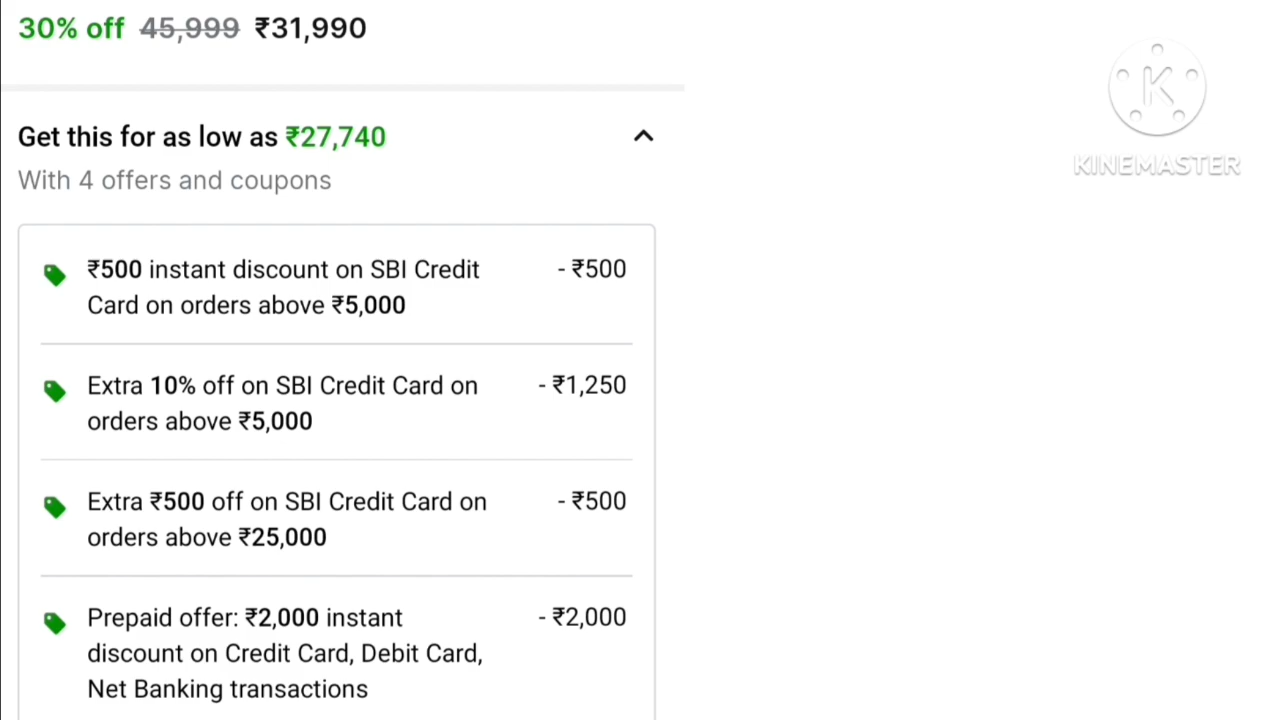 30% off 45,999 ₹31,990
Get this for as low as ₹27,740
With 4 offers and coupons
₹500 instant discount on SBI Credit - ₹500
Card on orders above ₹5,000
Extra 10% off on SBI Credit Card on - ₹1,250
orders above ₹5,000
Extra ₹500 off on SBI Credit Card on - ₹500
orders above ₹25,000
Prepaid offer: ₹2,000 instant - ₹2,000
discount on Credit Card, Debit Card,
Net Banking transactions
K
KINEMASTER